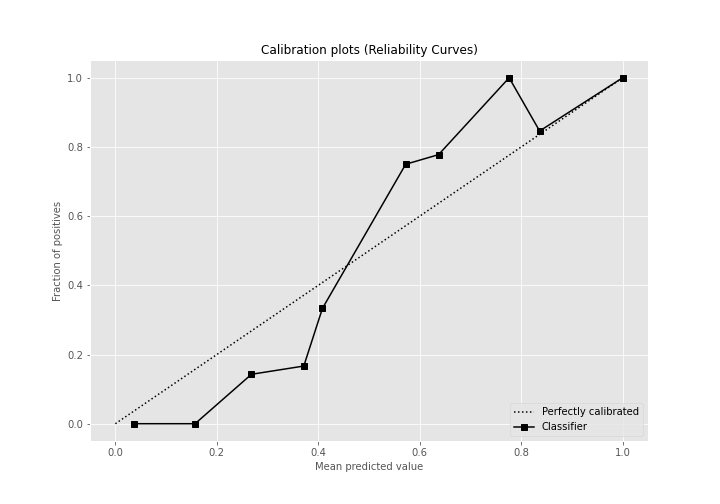 Calibration plots (Reliability Curves)
1.0
0.8
0.6
0.4
0.2
0.0
Fraction of positives
0.0 0.2 0.4 0.6 0.8 1.0
Mean predicted value
Perfectly calibrated
Classifier